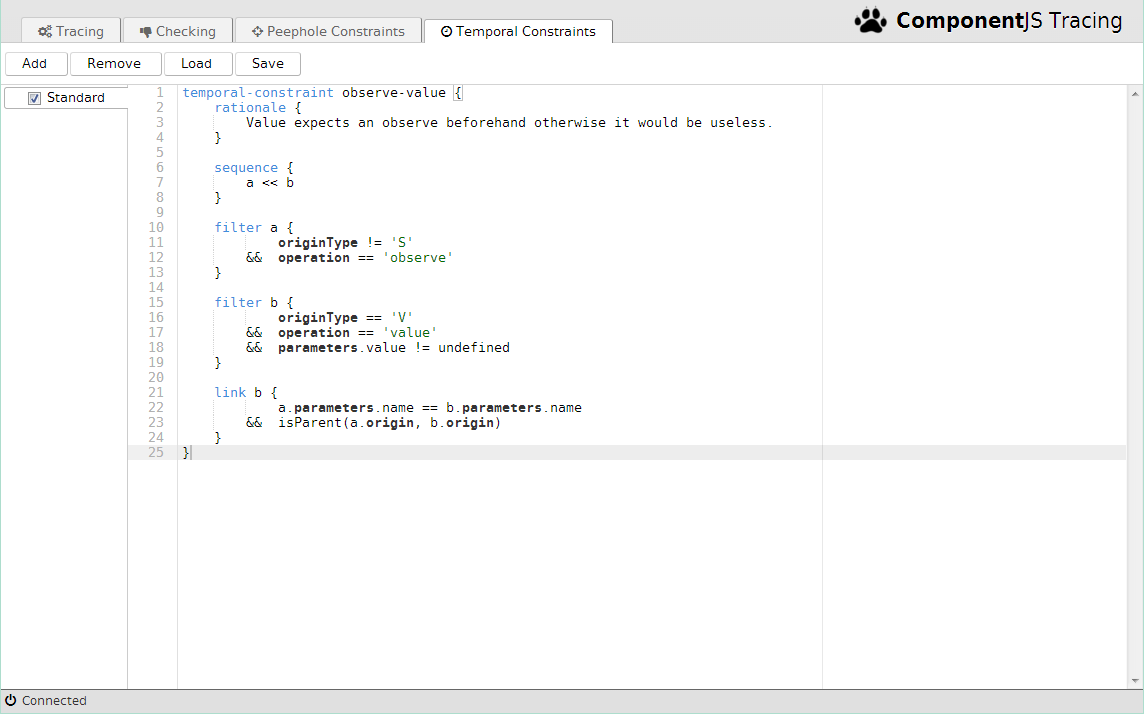 Tracing
Checking
Peephole Constraints
Temporal Constraints
ComponentJS Tracing
Add
Remove
Load
Save
Standard
1 temporal-constraint observe-value {
2 rationale {
3 Value expects an observe beforehand otherwise it would be useless.
4 }
5
6 sequence {
7 a << b
8 }
9
10 filter a {
11 originType != 'S'
12 && operation == 'observe'
13 }
14
15 filter b {
16 originType == 'V'
17 && operation == 'value'
18 && parameters.value != undefined
19 }
20
21 link b {
22 a.parameters.name == b.parameters.name
23 && isParent(a.origin, b.origin)
24 }
25 }
Connected